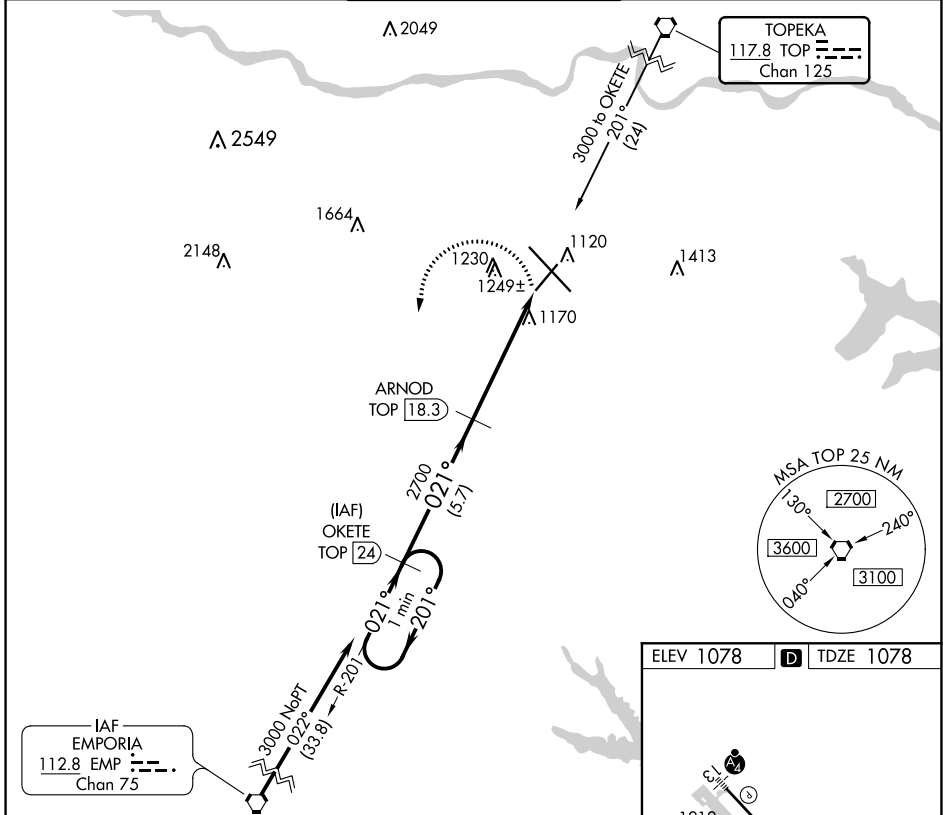 2049
TOPEKA
117.8 TOP
Chan 125
3000 to OKETE
201°
(24)
2549
1664
2148
1230
1249±
1120
1413
1170
ARNOD
TOP 18.3
2700
021°
(5.7)
MSA TOP 25 NM
130°
2700
240°
3600
3100
040°
(IAF)
OKETE
TOP 24
021°
1 min
201°
R-201
3000 NoPT
022°
(33.8)
IAF
EMPORIA
112.8 EMP
Chan 75
ELEV 1078 D TDZE 1078
A4
13
P